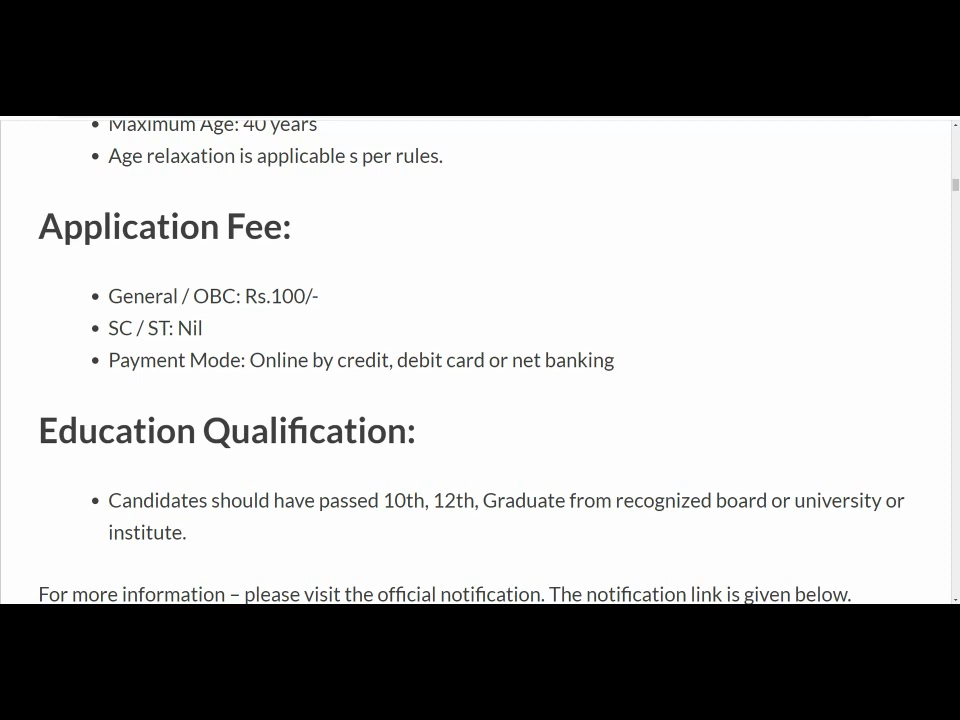 Maximum Age: 40 years
Age relaxation is applicable s per rules.
Application Fee:
General / OBC: Rs.100/-
SC / ST: Nil
Payment Mode: Online by credit, debit card or net banking
Education Qualification:
Candidates should have passed 10th, 12th, Graduate from recognized board or university or
institute.
For more information – please visit the official notification. The notification link is given below.